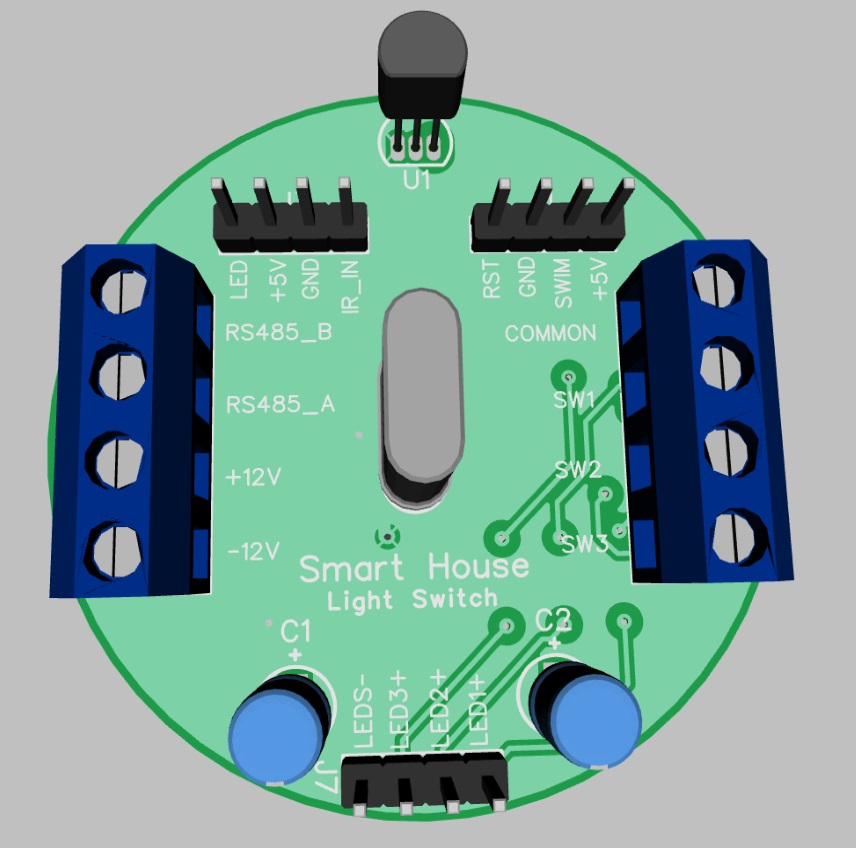 U1
LED
+5V
GND
IR_IN
RST
GND
SWIM
+5V
RS485_B
COMMON
RS485_A
SW1
+12V
SW2
-12V
SW3
Smart House
Light Switch
C1
+
C2
+
LEDS-
LED3+
LED2+
LED1+
J7